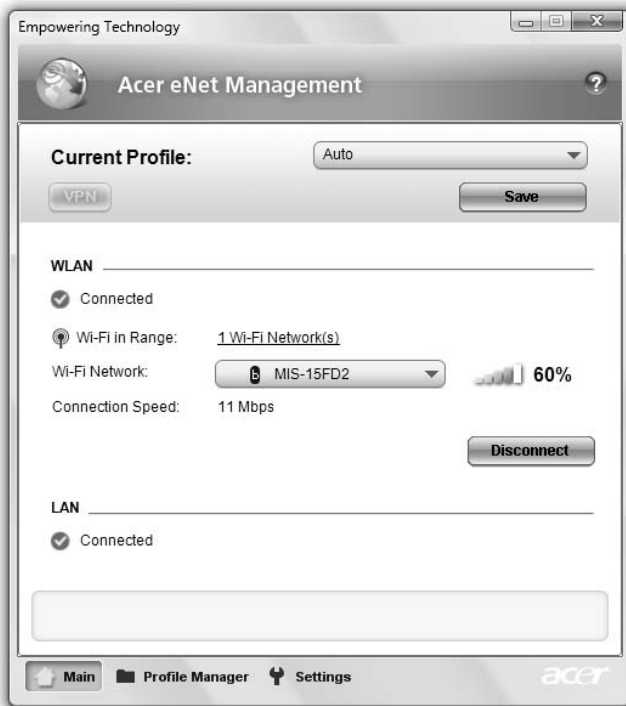 Empowering Technology
Acer eNet Management
?
Current Profile: Auto
VPN Save
WLAN
Connected
Wi-Fi in Range: 1 Wi-Fi Network(s)
Wi-Fi Network: b MIS-15FD2 60%
Connection Speed: 11 Mbps
Disconnect
LAN
Connected
Main Profile Manager Settings acer